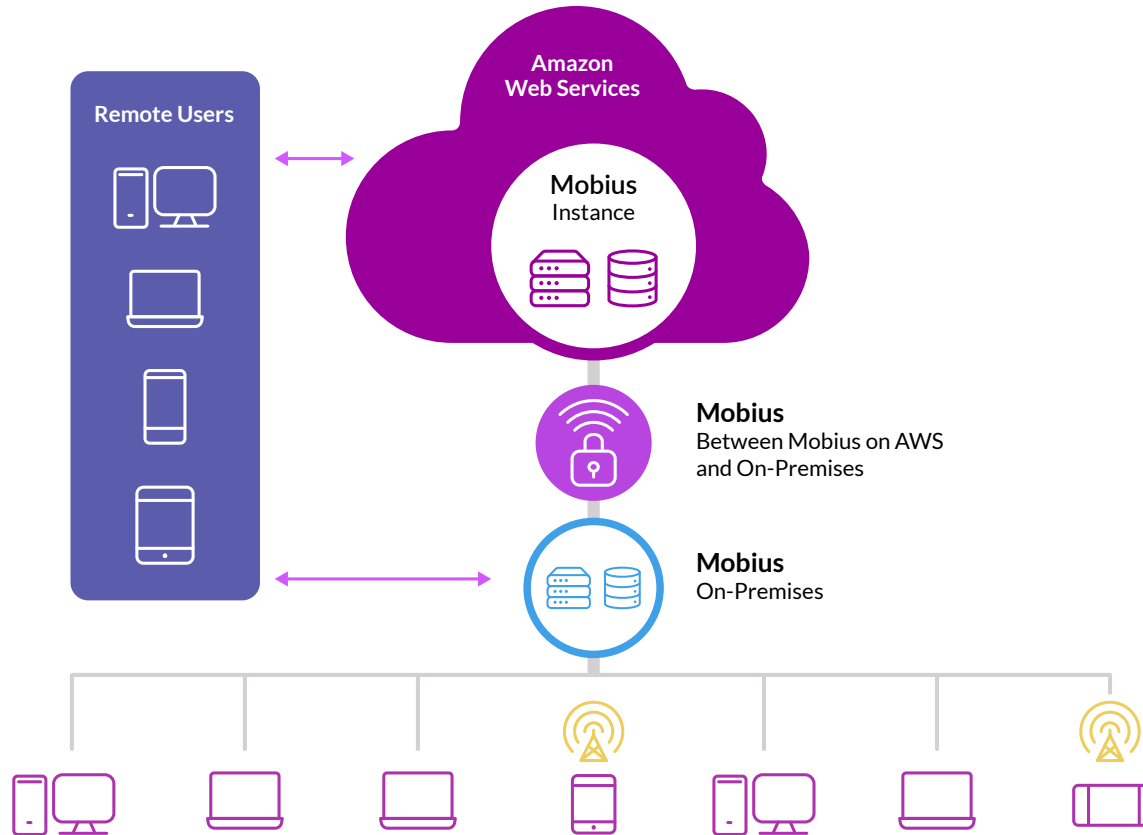 Amazon
Web Services
Remote Users
Mobius
Instance
Mobius
Between Mobius on AWS
and On-Premises
Mobius
On-Premises